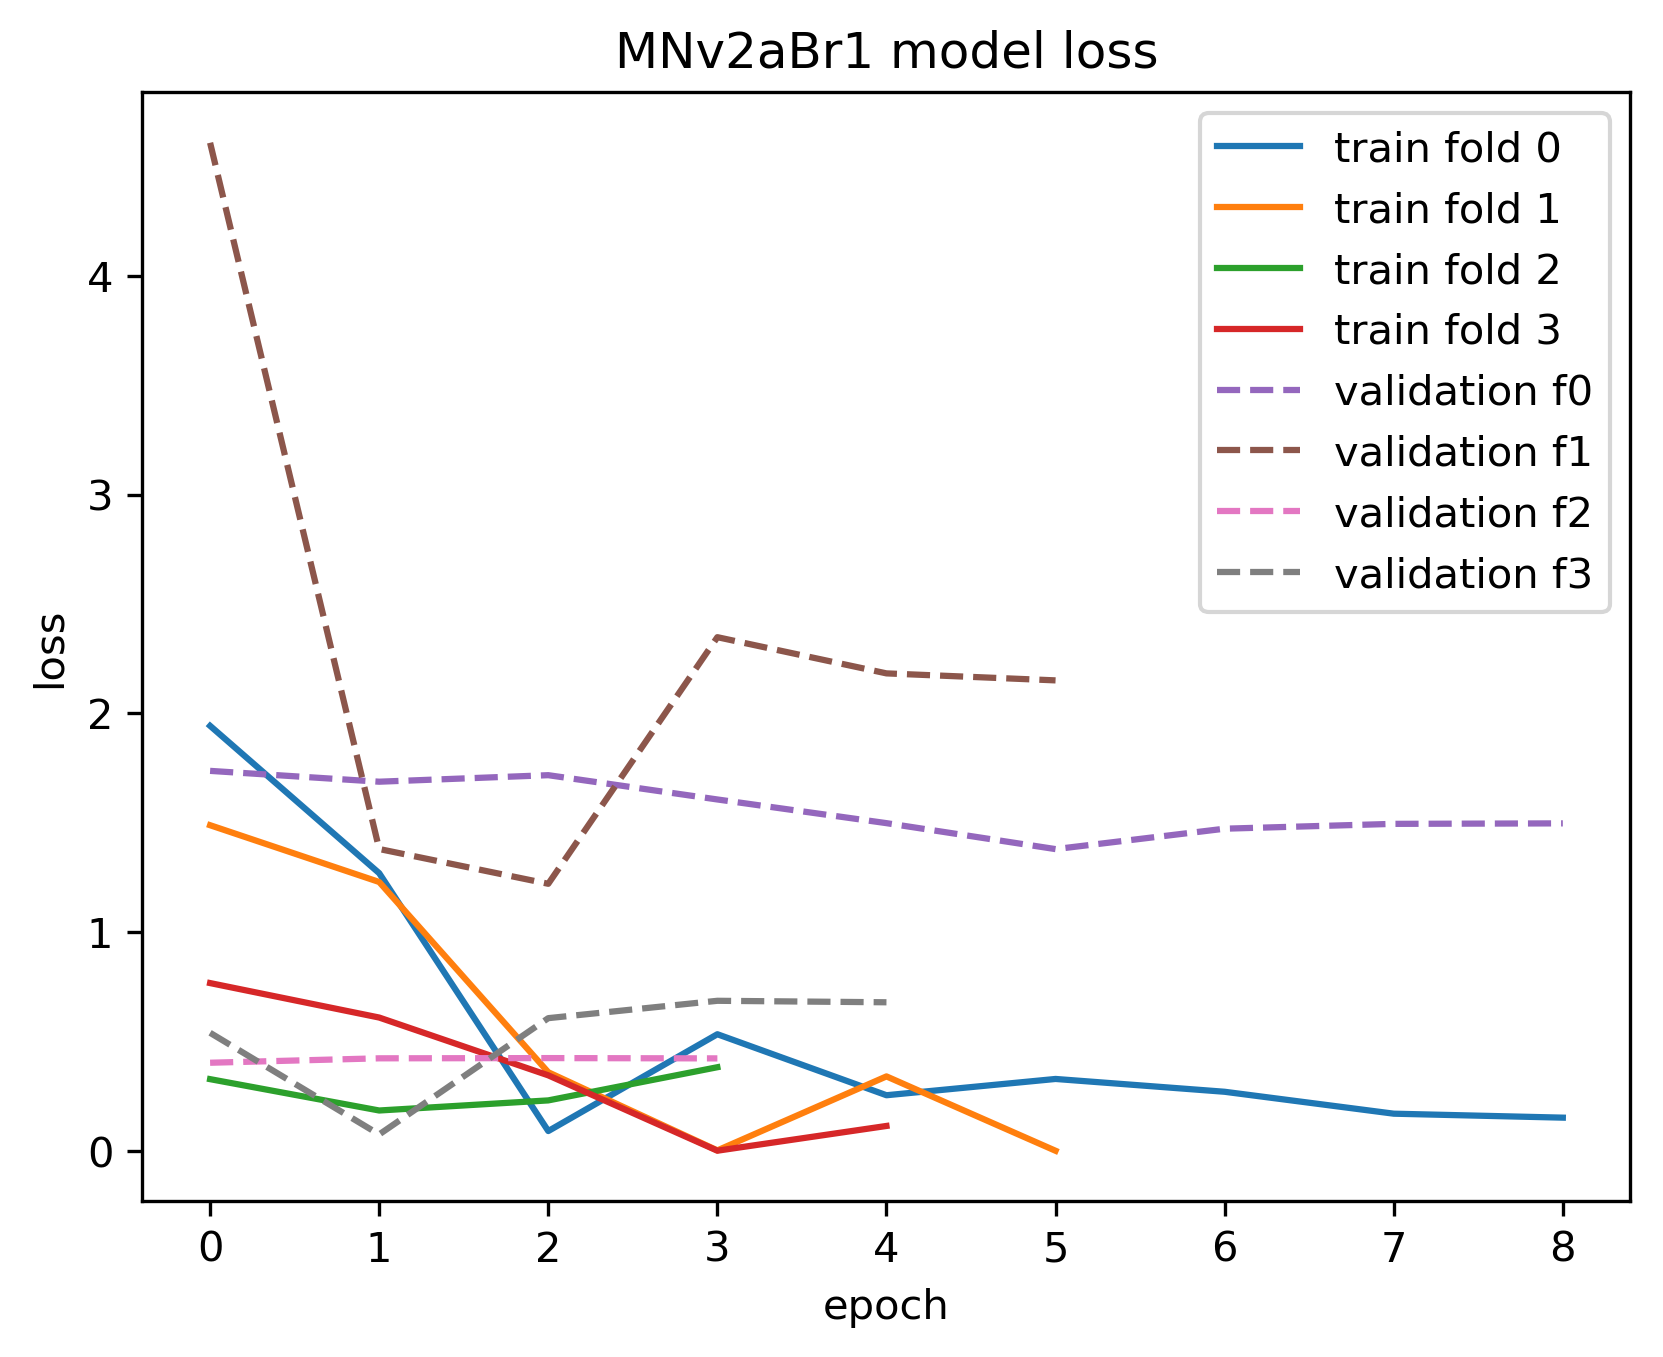 MNv2aBr1 model loss
train fold 0
train fold 1
train fold 2
train fold 3
validation f0
validation f1
validation f2
validation f3
4
3
2
1
0
loss
0 1 2 3 4 5 6 7 8
epoch